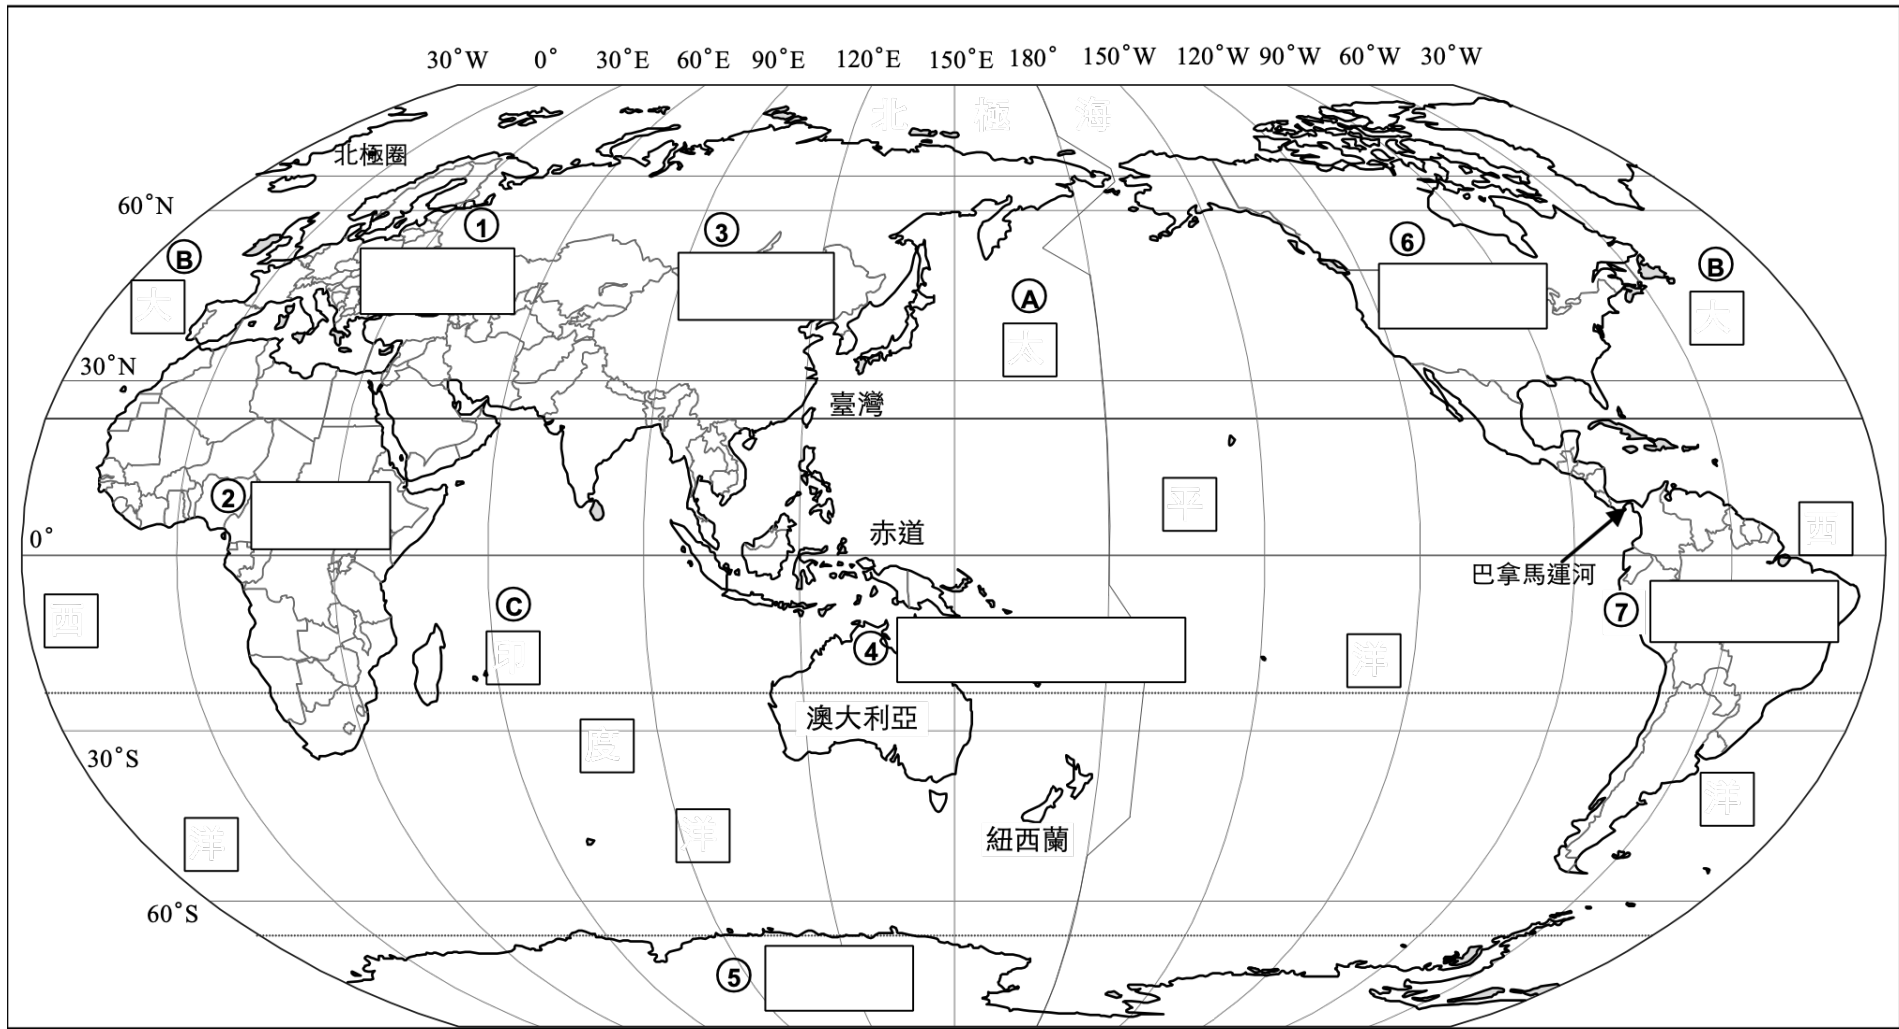 30°W 0° 30°E 60°E 90°E 120°E 150°E 180° 150°W 120°W 90°W 60°W 30°W
北 極 海
北極圈
60°N
①
③
⑥
Ⓑ
Ⓑ
大
Ⓐ
大
太
30°N
臺灣
②
平
西
赤道
0°
巴拿馬運河
西
Ⓒ
⑦
④
印
洋
澳大利亞
度
30°S
洋
洋
洋
紐西蘭
60°S
⑤